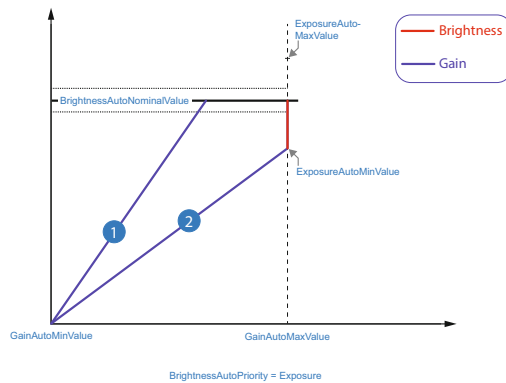 ExposureAuto-
MaxValue
Brightness
Gain
BrightnessAutoNominalValue
ExposureAutoMinValue
1
2
GainAutoMinValue
GainAutoMaxValue
BrightnessAutoPriority = Exposure